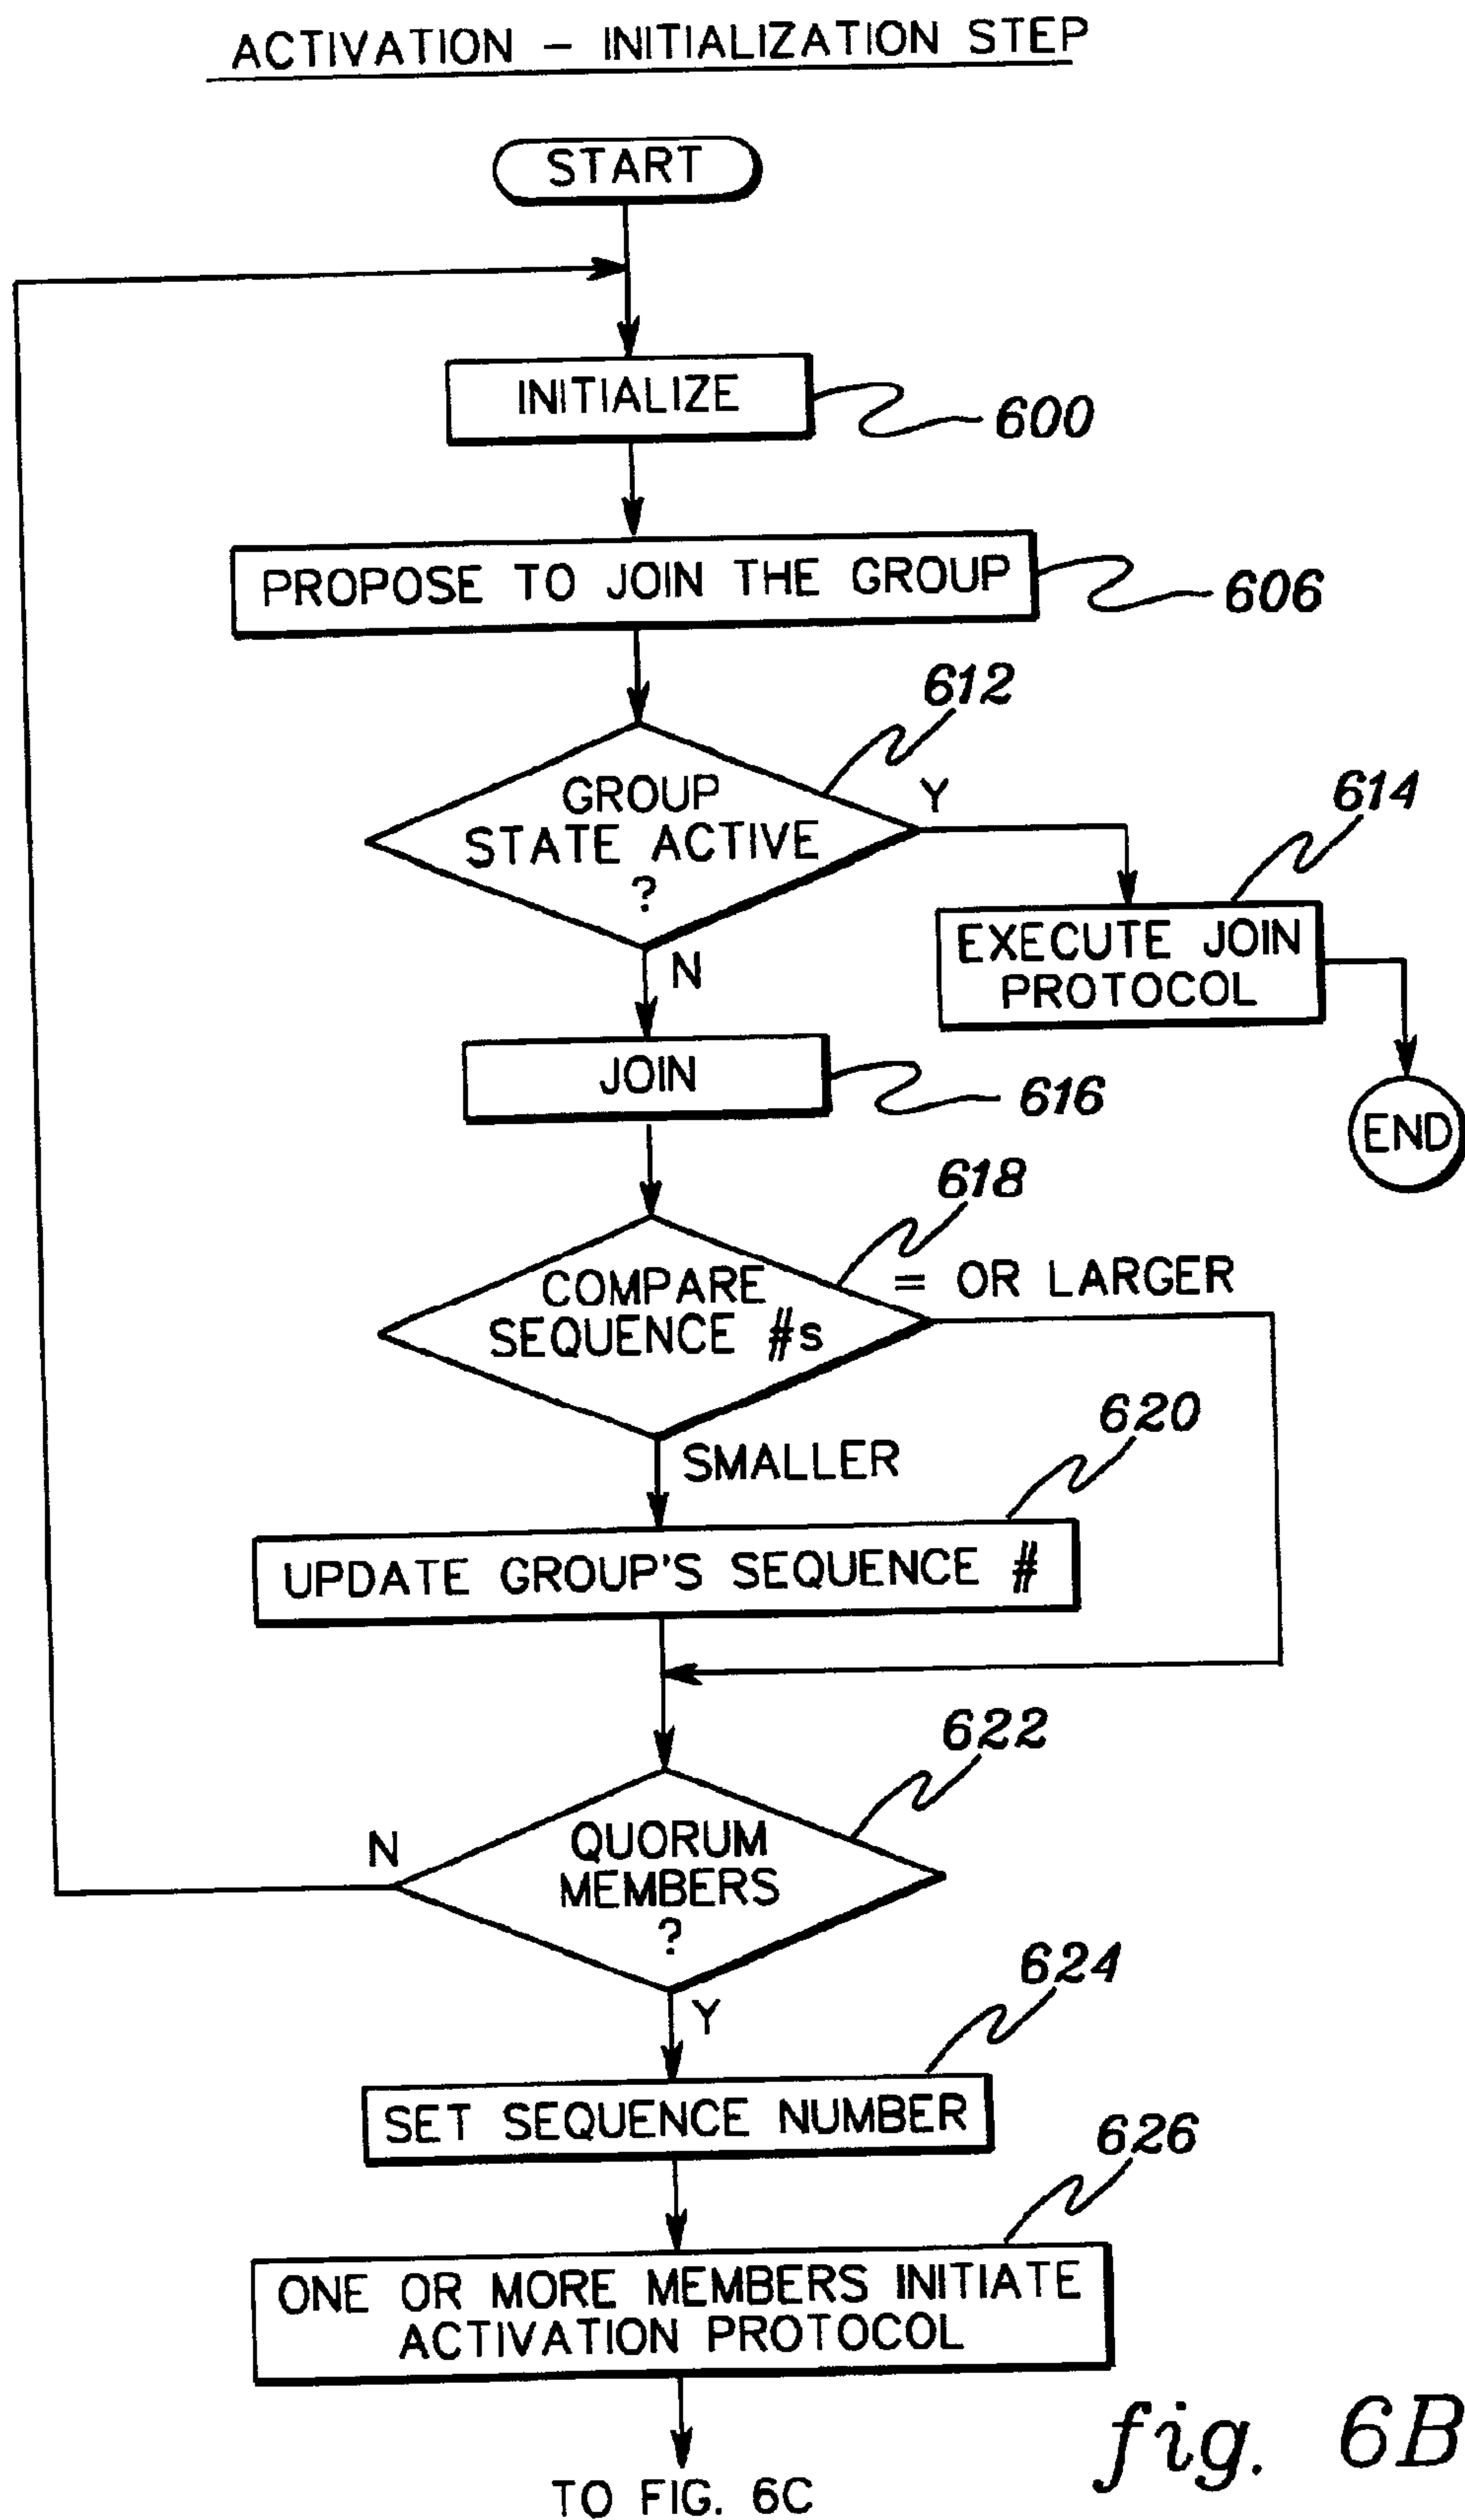 ACTIVATION - INITIALIZATION STEP
START
INITIALIZE
600
PROPOSE TO JOIN THE GROUP
606
612
GROUP
STATE ACTIVE
?
Y
N
614
EXECUTE JOIN
PROTOCOL
END
JOIN
616
618
COMPARE
SEQUENCE #s
= OR LARGER
SMALLER
620
UPDATE GROUP'S SEQUENCE #
622
QUORUM
MEMBERS
?
N
Y
624
SET SEQUENCE NUMBER
626
ONE OR MORE MEMBERS INITIATE
ACTIVATION PROTOCOL
TO FIG. 6C
fig. 6B